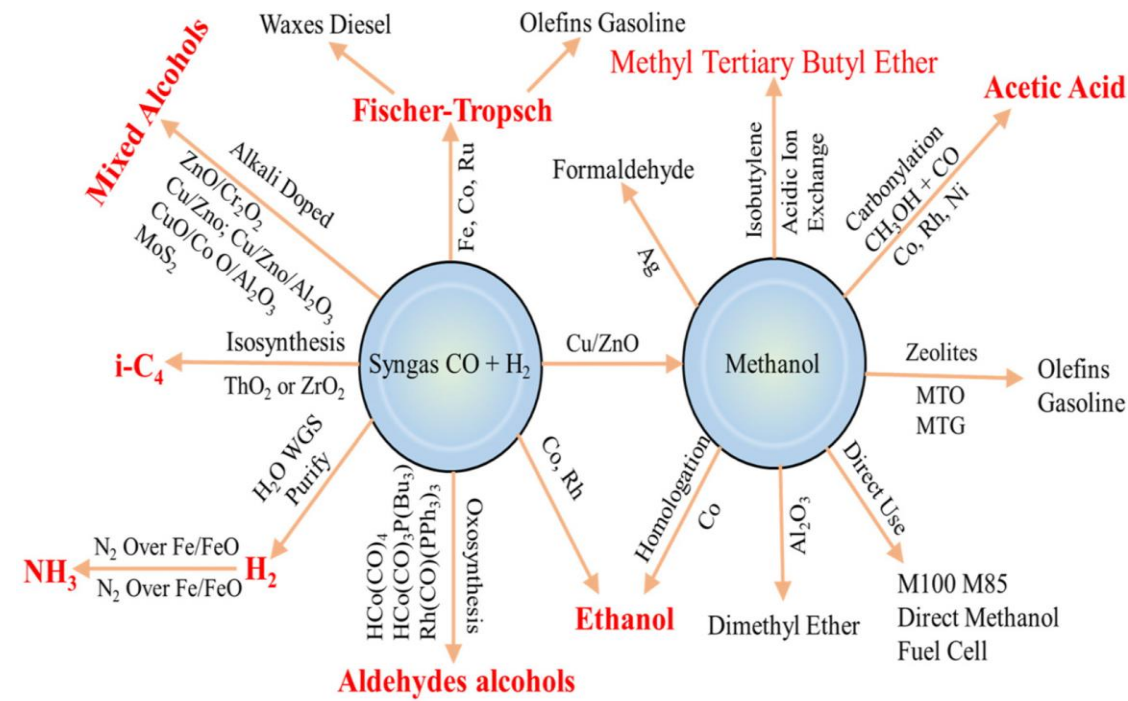 Waxes Diesel
Olefins Gasoline
Fischer-Tropsch
Fe, Co, Ru
Mixed Alcohols
Alkali Doped
ZnO/Cr₂O₂
Cu/Zno; Cu/Zno/Al₂O₃
CuO/Co O/Al₂O₃
MoS₂
Isosynthesis
ThO₂ or ZrO₂
i-C₄
Syngas CO + H₂
H₂O WGS
Purify
H₂
N₂ Over Fe/FeO
N₂ Over Fe/FeO
NH₃
HCo(CO)₄
HCo(CO)₃P(Bu₃)
Rh(CO)(PPh₃)₃
Oxosynthesis
Aldehydes alcohols
Co, Rh
Ethanol
Cu/ZnO
Methanol
Formaldehyde
Ag
Methyl Tertiary Butyl Ether
Isobutylene
Acidic Ion
Exchange
Acetic Acid
Carbonylation
CH₃OH + CO
Co, Rh, Ni
Zeolites
MTO
MTG
Olefins
Gasoline
Homologation
Co
Al₂O₃
Dimethyl Ether
Direct Use
M100 M85
Direct Methanol
Fuel Cell